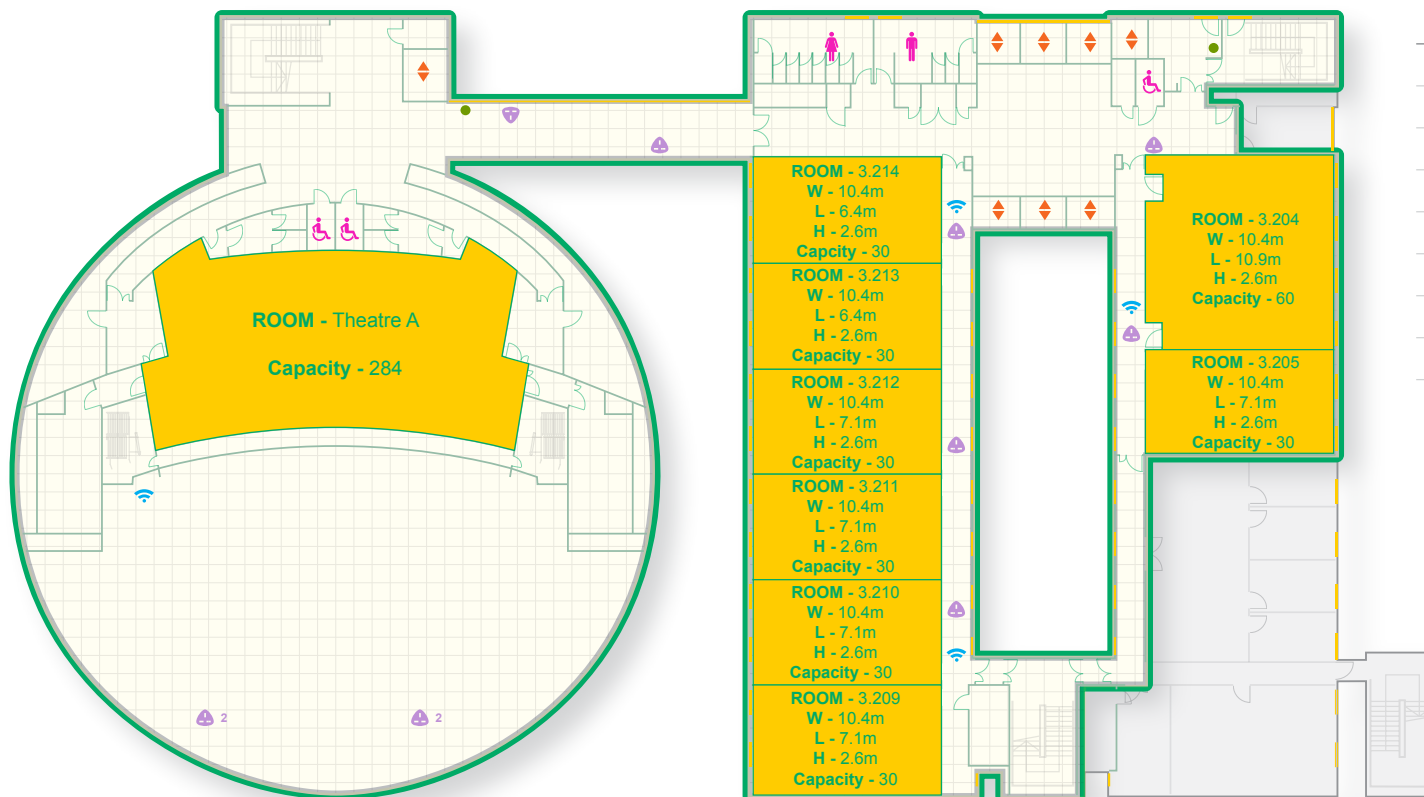 ROOM - Theatre A
Capacity - 284
2
2
ROOM - 3.214
W - 10.4m
L - 6.4m
H - 2.6m
Capcity - 30
ROOM - 3.213
W - 10.4m
L - 6.4m
H - 2.6m
Capacity - 30
ROOM - 3.212
W - 10.4m
L - 7.1m
H - 2.6m
Capacity - 30
ROOM - 3.211
W - 10.4m
L - 7.1m
H - 2.6m
Capacity - 30
ROOM - 3.210
W - 10.4m
L - 7.1m
H - 2.6m
Capacity - 30
ROOM - 3.209
W - 10.4m
L - 7.1m
H - 2.6m
Capacity - 30
ROOM - 3.204
W - 10.4m
L - 10.9m
H - 2.6m
Capacity - 60
ROOM - 3.205
W - 10.4m
L - 7.1m
H - 2.6m
Capacity - 30